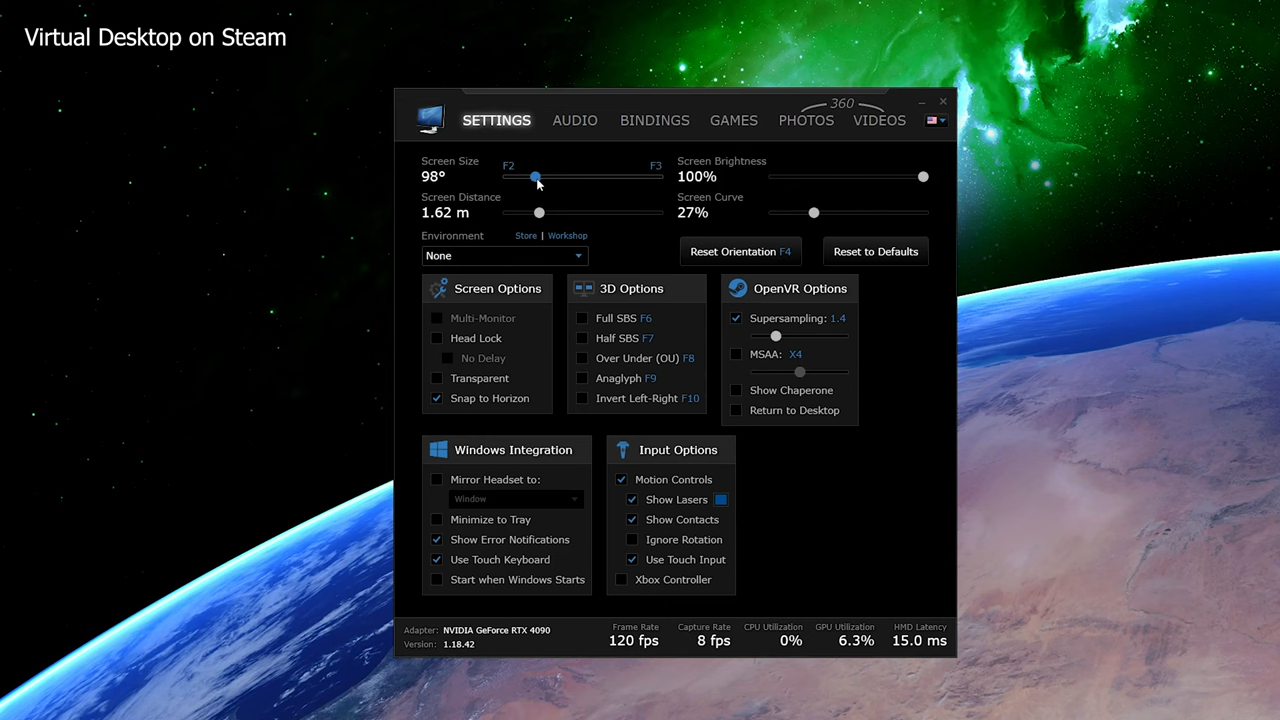 Virtual Desktop on Steam
360
SETTINGS AUDIO BINDINGS GAMES PHOTOS VIDEOS
Screen Size F2 F3 Screen Brightness
98° 100%
Screen Distance Screen Curve
1.62 m 27%
Environment Store | Workshop
None Reset Orientation F4 Reset to Defaults
Screen Options
Multi-Monitor
Head Lock
No Delay
Transparent
Snap to Horizon
3D Options
Full SBS F6
Half SBS F7
Over Under (OU) F8
Anaglyph F9
Invert Left-Right F10
OpenVR Options
Supersampling: 1.4
MSAA: X4
Show Chaperone
Return to Desktop
Windows Integration
Mirror Headset to:
Window
Minimize to Tray
Show Error Notifications
Use Touch Keyboard
Start when Windows Starts
Input Options
Motion Controls
Show Lasers
Show Contacts
Ignore Rotation
Use Touch Input
Xbox Controller
Adapter: NVIDIA GeForce RTX 4090
Version: 1.18.42
Frame Rate Capture Rate CPU Utilization GPU Utilization HMD Latency
120 fps 8 fps 0% 6.3% 15.0 ms